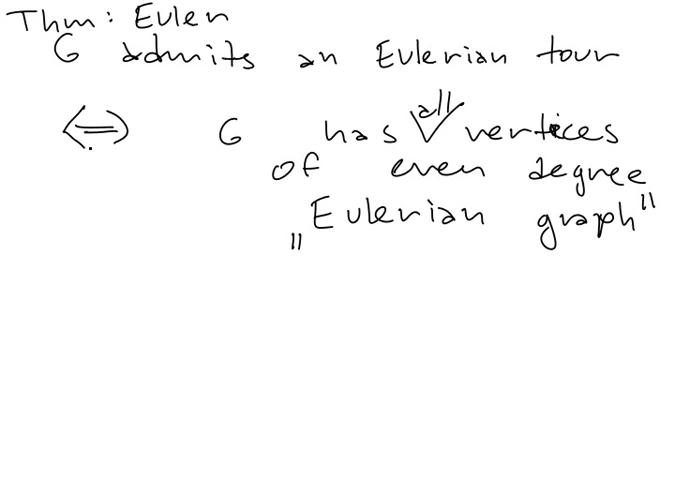 Thm: Euler
G admits an Eulerian tour
⇐⇒ G has all vertices
of even degree
„Eulerian graph"